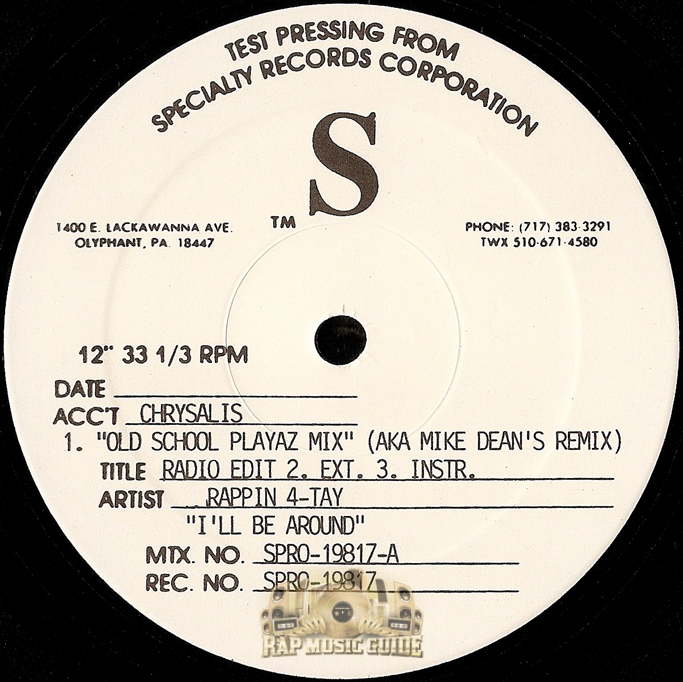 TEST PRESSING FROM
SPECIALTY RECORDS CORPORATION
S
TM
1400 E. LACKAWANNA AVE.
OLYPHANT, PA. 18447
PHONE: (717) 383-3291
TWX 510-671-4580
12" 33 1/3 RPM
DATE
ACC'T CHRYSALIS
1. "OLD SCHOOL PLAYAZ MIX" (AKA MIKE DEAN'S REMIX)
TITLE RADIO EDIT 2. EXT. 3. INSTR.
ARTIST RAPPIN 4-TAY
"I'LL BE AROUND"
MTX. NO. SPRO-19817-A
REC. NO. SPRO-19817
RAP MUSIC GUIDE